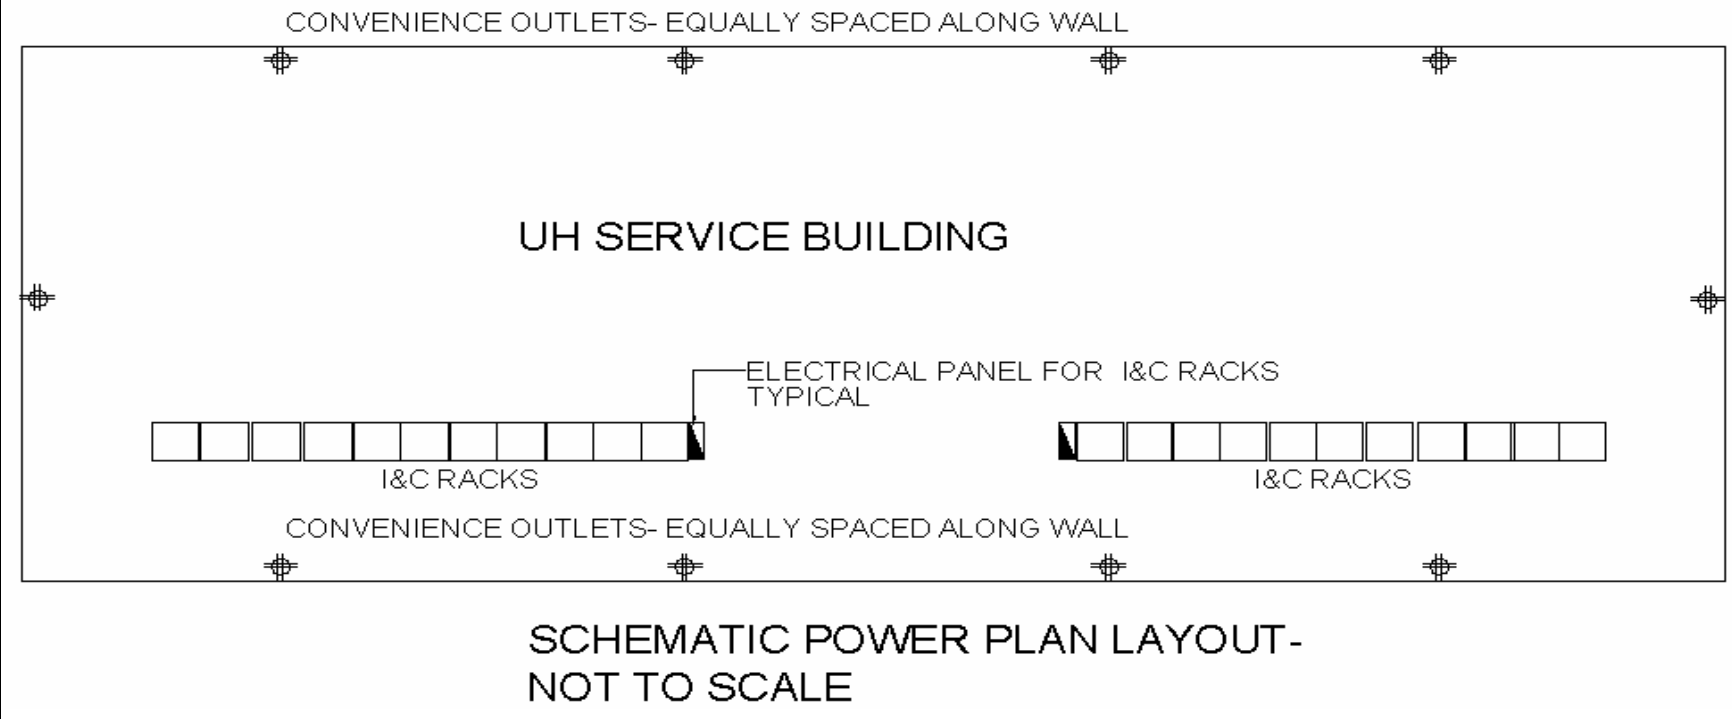 CONVENIENCE OUTLETS- EQUALLY SPACED ALONG WALL
UH SERVICE BUILDING
ELECTRICAL PANEL FOR I&C RACKS
TYPICAL
I&C RACKS
I&C RACKS
CONVENIENCE OUTLETS- EQUALLY SPACED ALONG WALL
SCHEMATIC POWER PLAN LAYOUT-
NOT TO SCALE